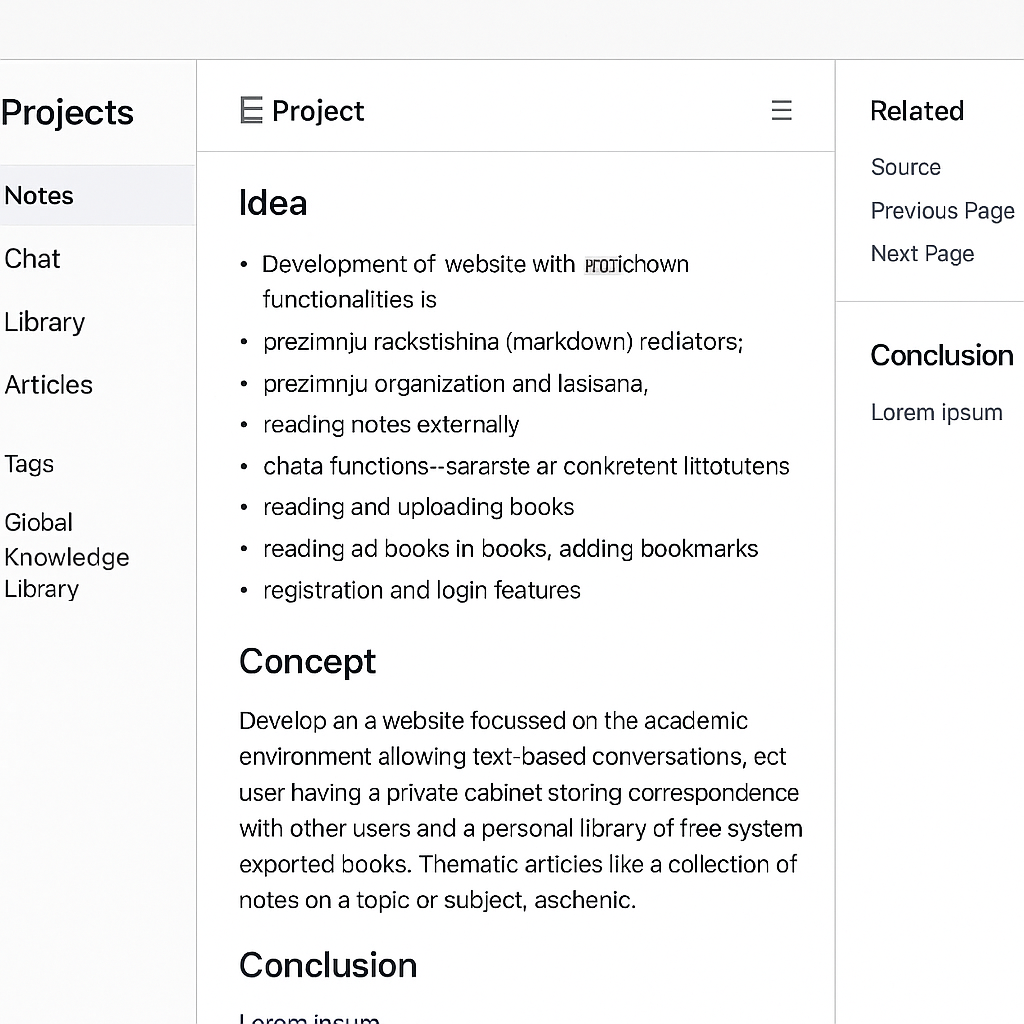 Projects
Notes
Chat
Library
Articles
Tags
Giobal
Knowledge
Library
Project
Idea
• Development of website with
functionalities is
• prezimnju rackstishina (markdown) rediators;
• prezimnju organization and lasisana,
• reading notes externally
• chata functions--sararste ar conkretent littotutens
• reading and uploading books
• reading ad books in books, adding bookmarks
• registration and login features
Concept
Develop an a website focussed on the academic
environment allowing text-based conversations, ect
user having a private cabinet storing correspondence
with other users and a personal library of free system
exported books. Thematic articles like a collection of
notes on a topic or subject, aschenic.
Conclusion
Lorem ipsum
Related
Source
Previous Page
Next Page
Conclusion
Lorem ipsum